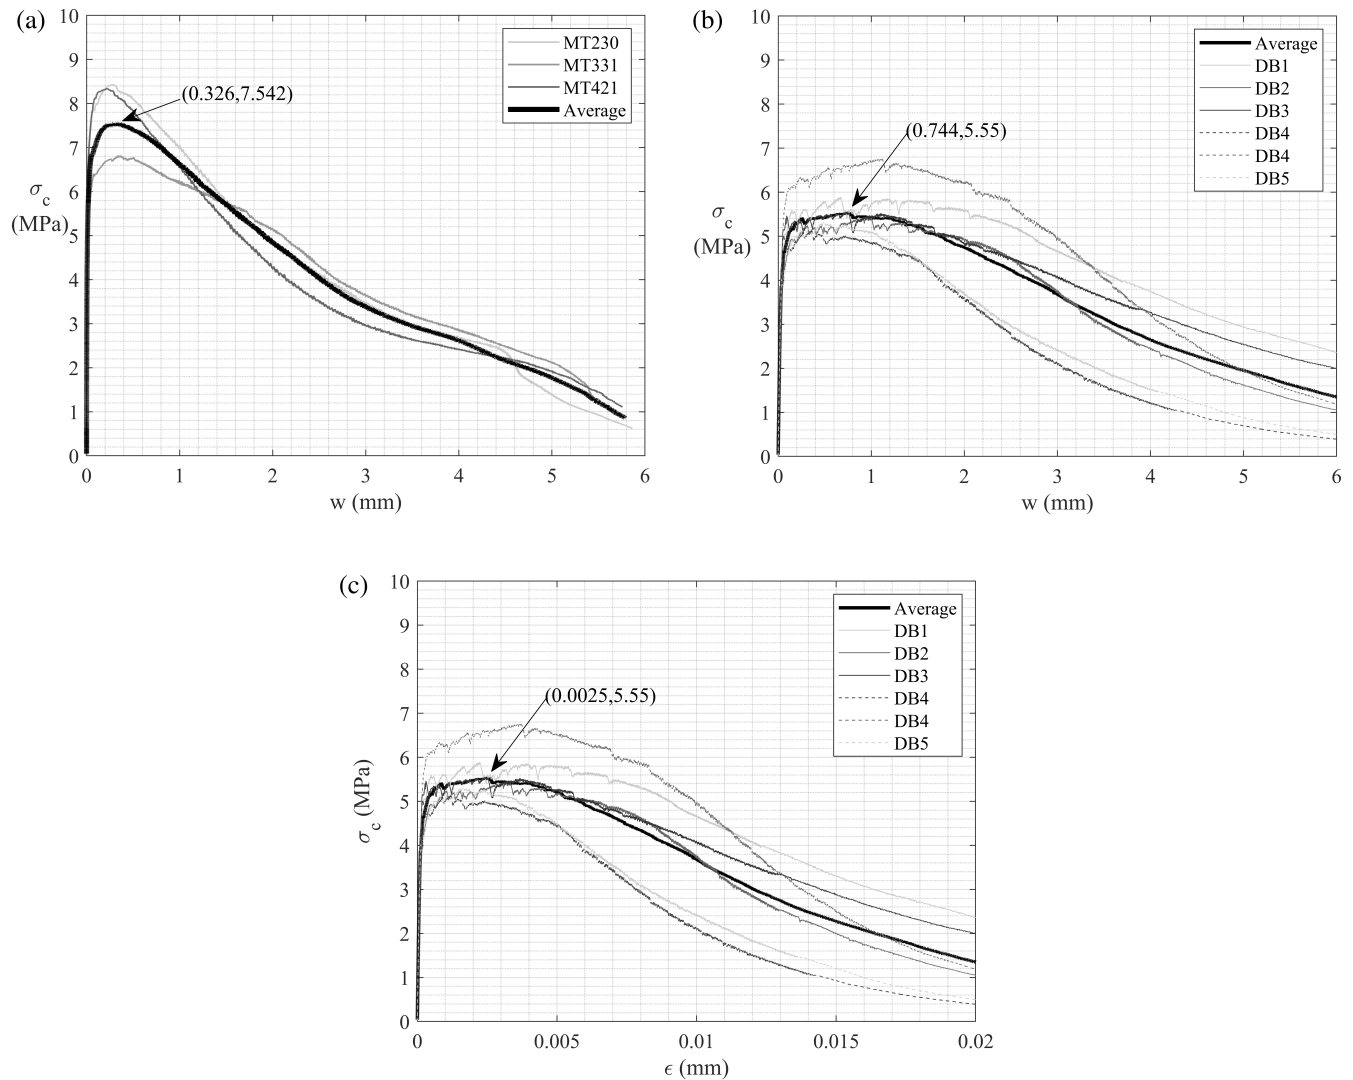 (a)
10
9
8
7
6
5
4
3
2
1
0
σc
(MPa)
(0.326,7.542)
MT230
MT331
MT421
Average
0 1 2 3 4 5 6
w (mm)
(b)
10
9
8
7
6
5
4
3
2
1
0
σc
(MPa)
(0.744,5.55)
Average
DB1
DB2
DB3
DB4
DB4
DB5
0 1 2 3 4 5 6
w (mm)
(c)
10
9
8
7
6
5
4
3
2
1
0
σc (MPa)
(0.0025,5.55)
Average
DB1
DB2
DB3
DB4
DB4
DB5
0 0.005 0.01 0.015 0.02
ϵ (mm)